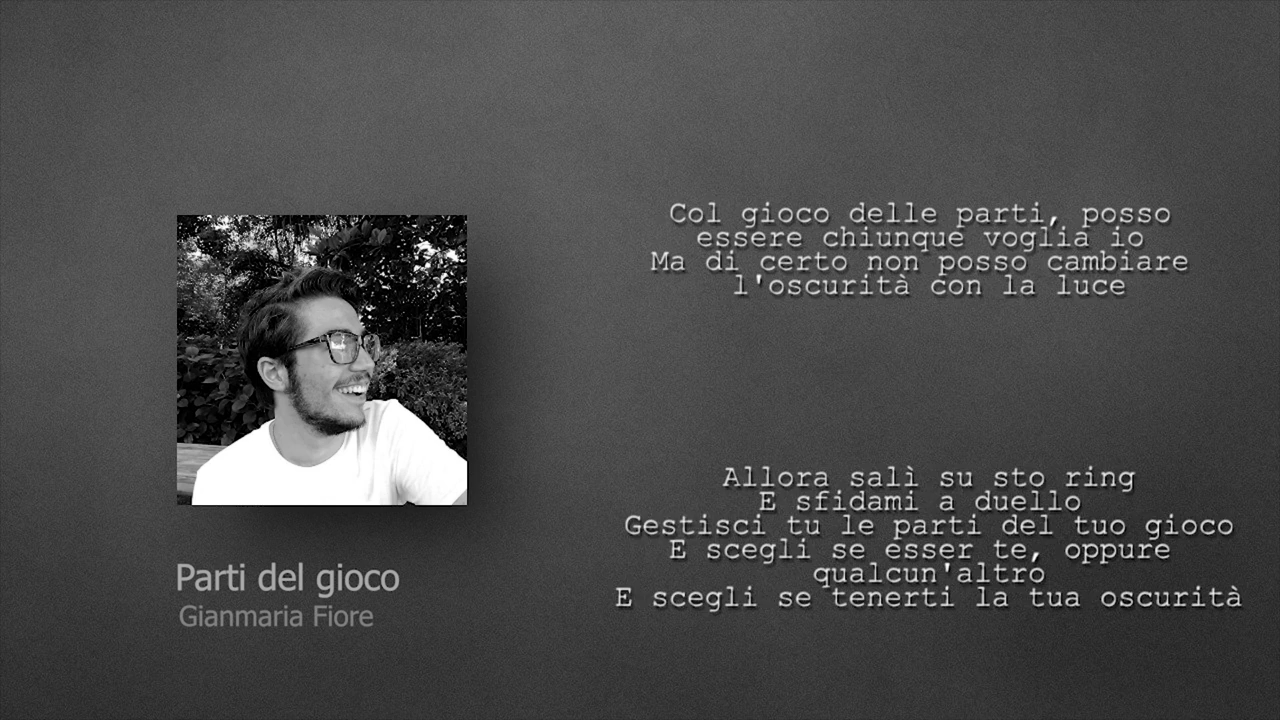 Col gioco delle parti, posso
essere chiunque voglia io
Ma di certo non posso cambiare
l'oscurità con la luce
Allora salì su sto ring
E sfidami a duello
Gestisci tu le parti del tuo gioco
E scegli se esser te, oppure
qualcun'altro
E scegli se tenerti la tua oscurità
Parti del gioco
Gianmaria Fiore